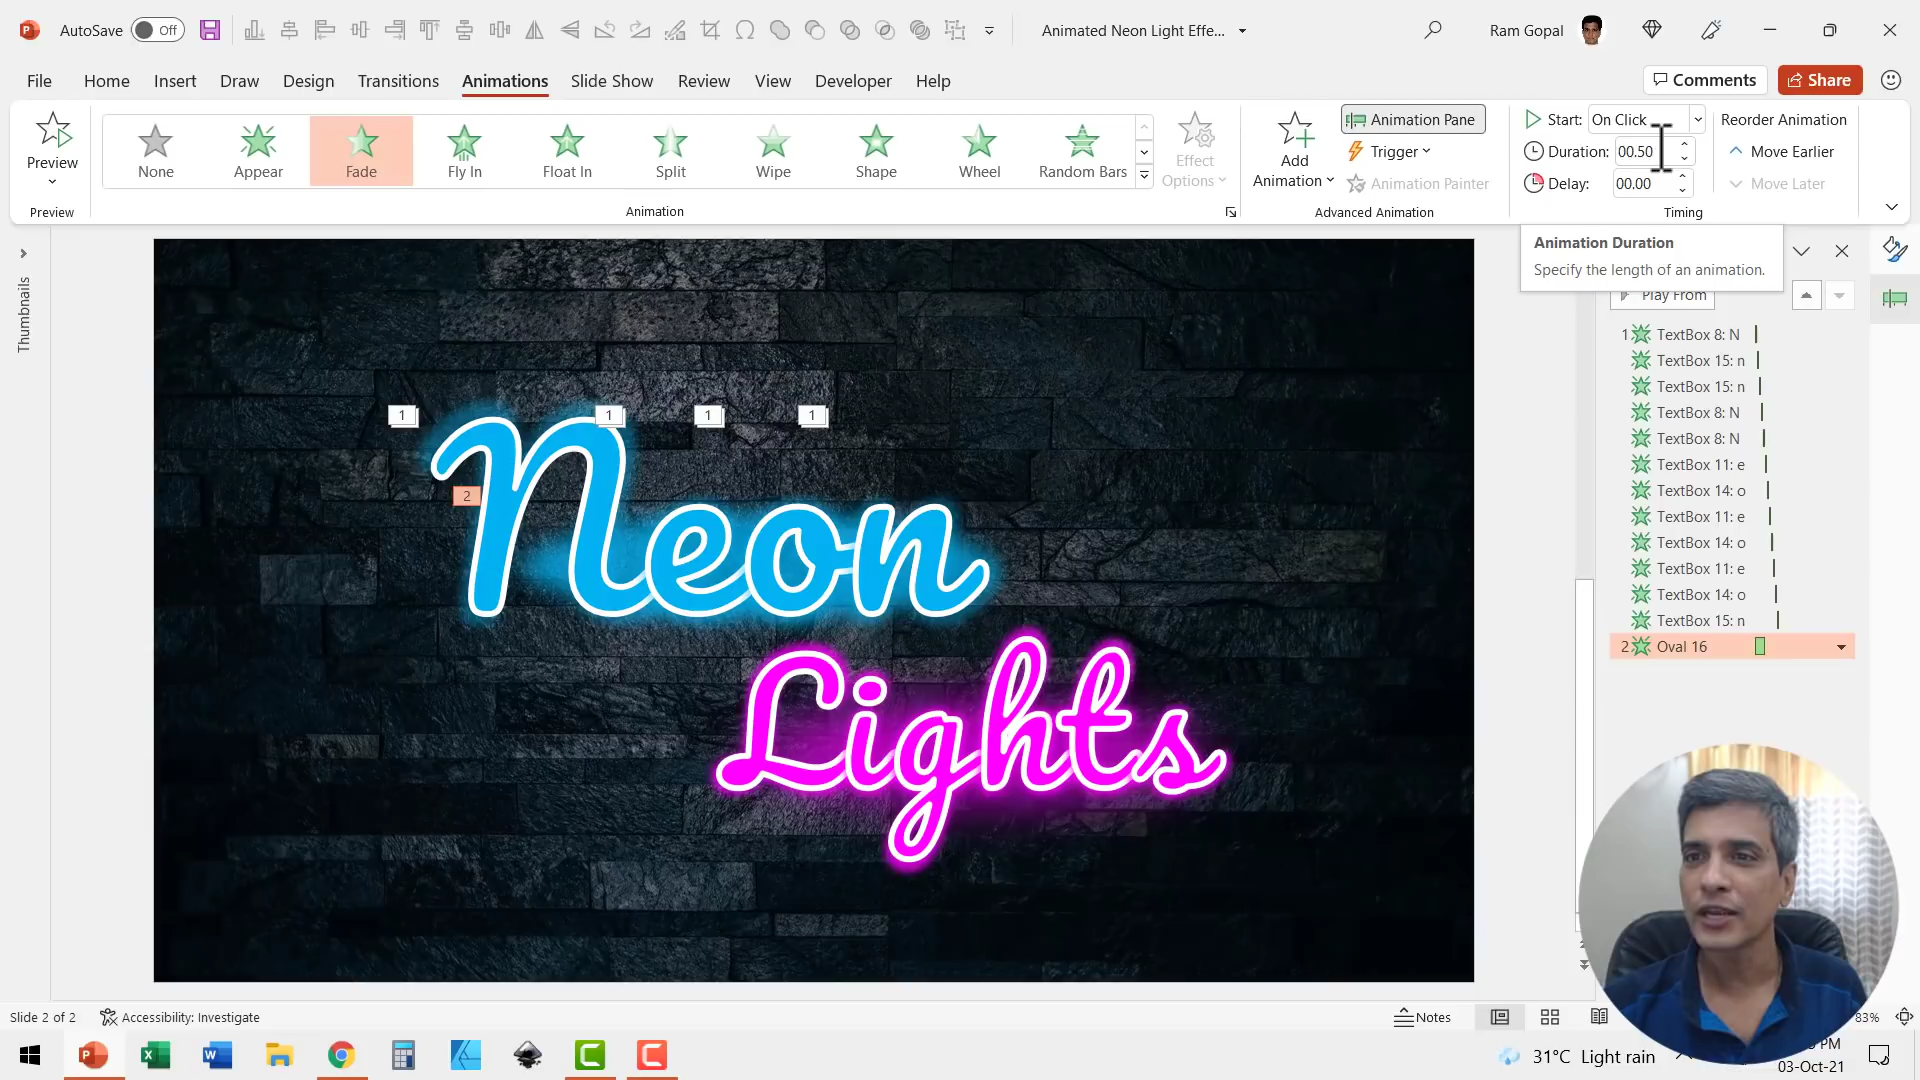 AutoSave Off Animated Neon Light Effe... Ram Gopal
File Home Insert Draw Design Transitions Animations Slide Show Review View Developer Help Comments Share
Preview
None Appear Fade Fly In Float In Split Wipe Shape Wheel Random Bars
Effect Options
Add Animation
Animation Pane
Trigger
Animation Painter
Start: On Click
Duration: 00.50
Delay: 00.00
Reorder Animation
Move Earlier
Move Later
Preview Animation Advanced Animation Timing
Animation Duration
Specify the length of an animation.
Thumbnails
Play From
1 TextBox 8: N
TextBox 15: n
TextBox 15: n
TextBox 8: N
TextBox 8: N
TextBox 11: e
TextBox 14: o
TextBox 11: e
TextBox 14: o
TextBox 11: e
TextBox 14: o
TextBox 15: n
2 Oval 16
1 1 1 1
2
Neon
Lights
Slide 2 of 2 Accessibility: Investigate Notes 83%
31°C Light rain
PM
03-Oct-21